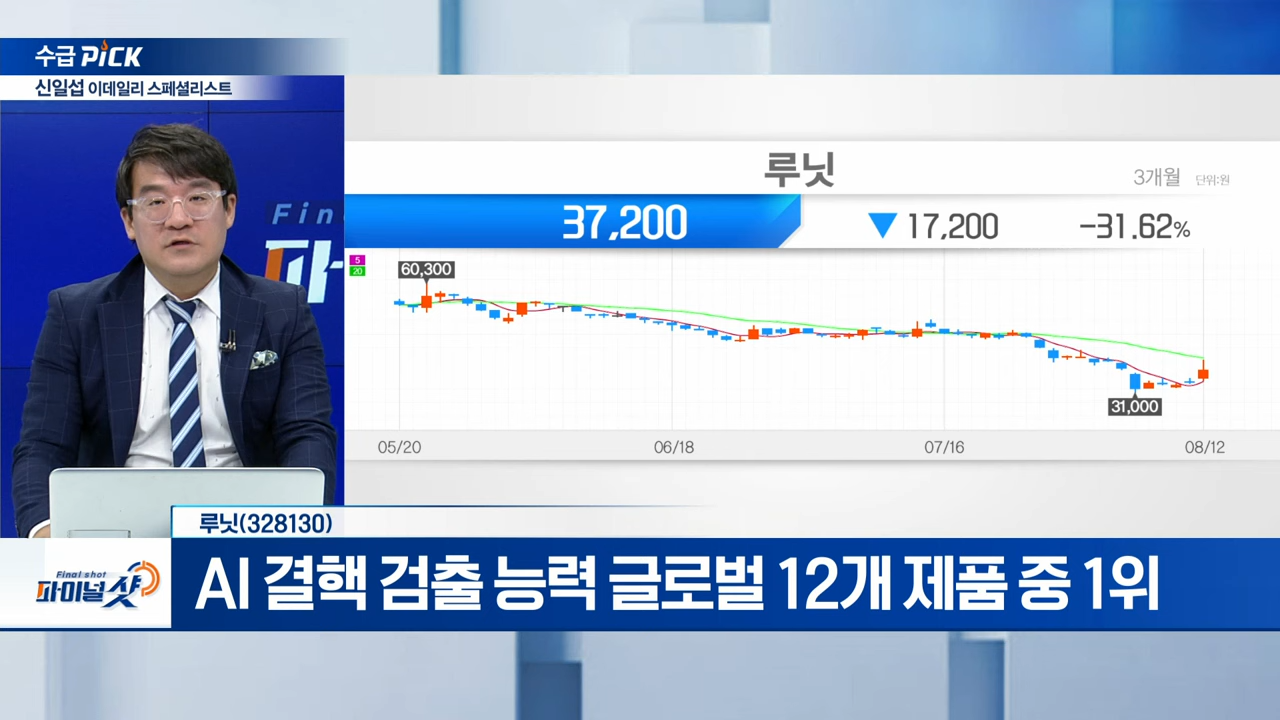 수급 PiCK
신일섭 이데일리 스페셜리스트
Fin
파
루닛
3개월 단위:원
37,200 ▼ 17,200 -31.62%
5
20
60,300
31,000
05/20 06/18 07/16 08/12
루닛(328130)
Final shot
파이널샷
AI 결핵 검출 능력 글로벌 12개 제품 중 1위